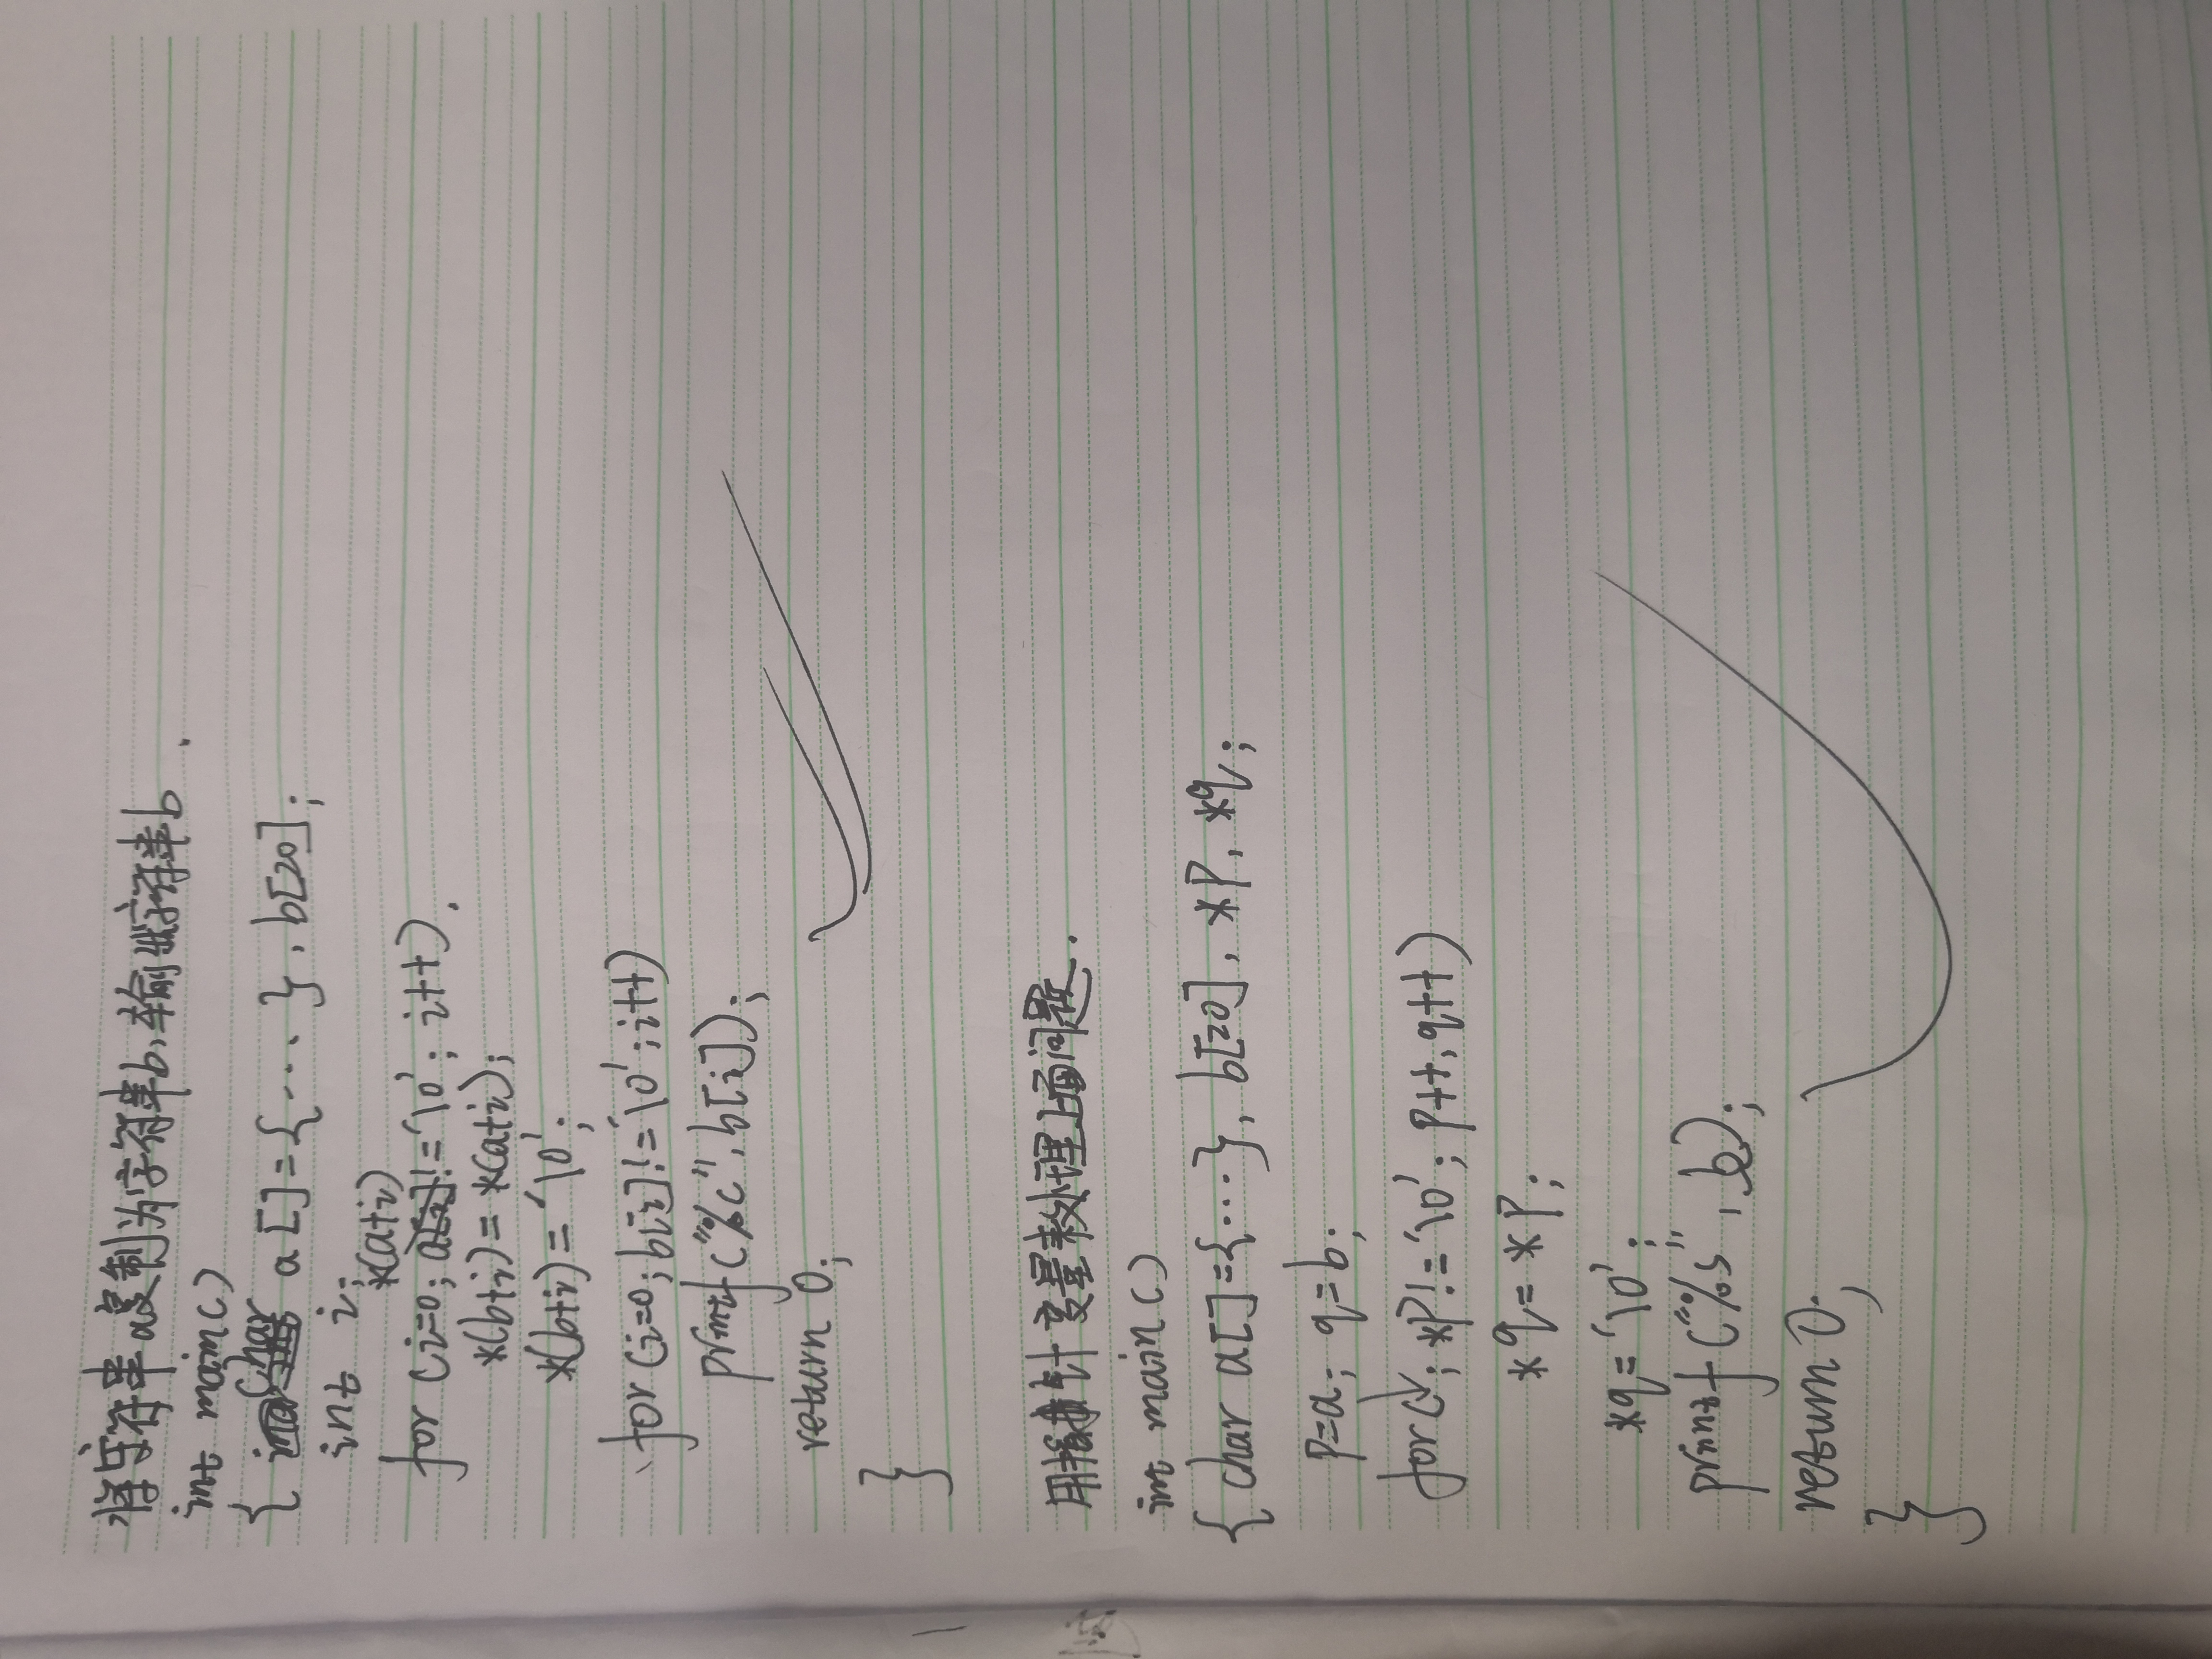 将字符串a复制为字符串b,输出字符串b.
int main()
{ char a[]={...}, b[20];
int i;
*(a+i)
for (i=0; a[i]!='\0'; i++).
*(b+i)= *(a+i);
*(b+i)= '\0';
for (i=0; b[i]!='\0'; i++)
printf("%c", b[i]);
return 0;
}
用指针变量来处理上面问题.
int main()
{ char a[]={...}, b[20], *p, *q;
p=a; q=b;
for( ; *p!='\0'; p++, q++)
*q= *p;
*q='\0';
printf("%s", b);
return 0;
}